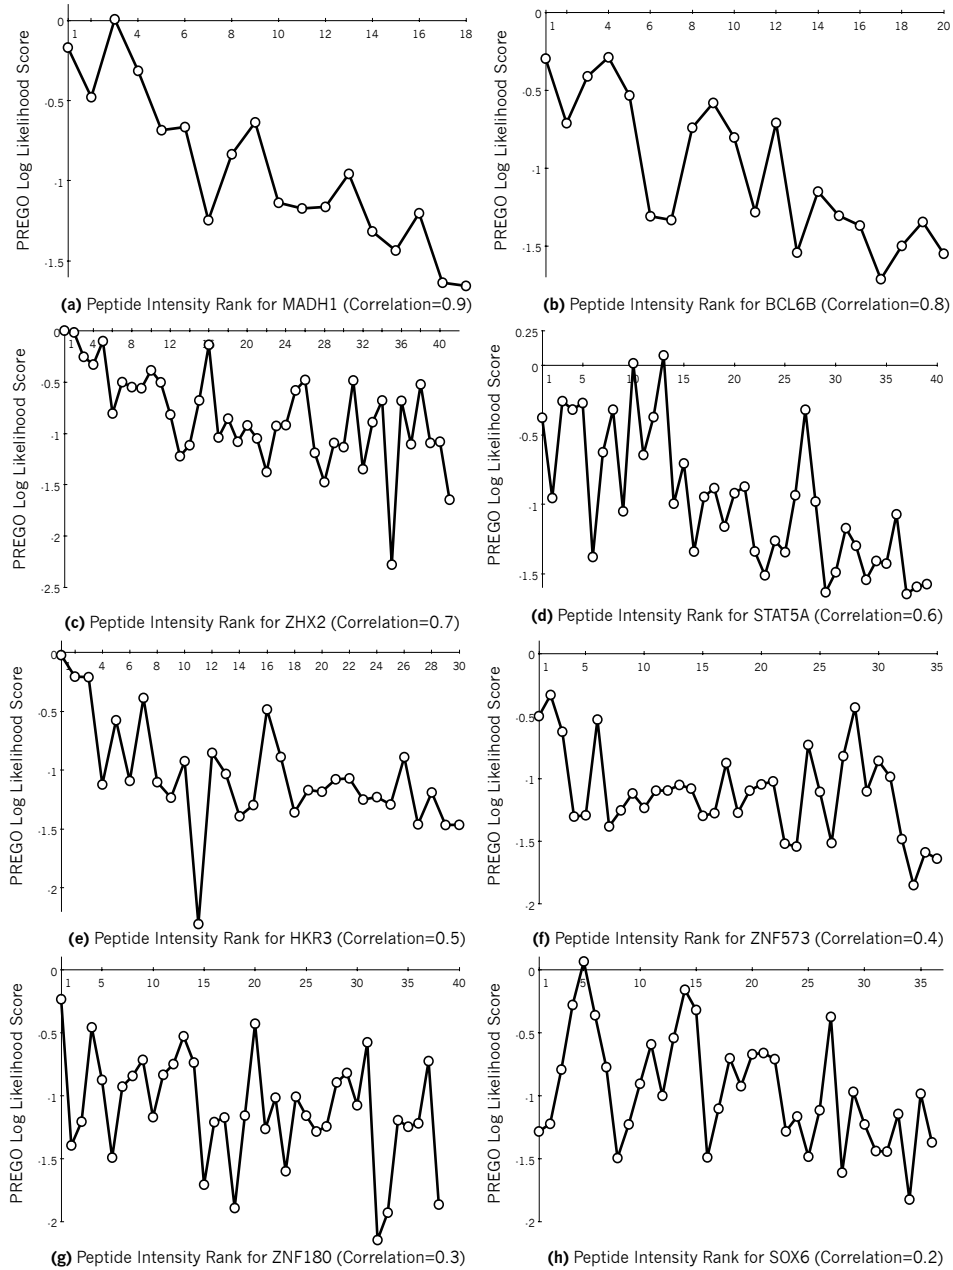 0
1 4 6 8 10 12 14 16 18
-0.5
-1
-1.5
PREGO Log Likelihood Score
(a) Peptide Intensity Rank for MADH1 (Correlation=0.9)
0
1 4 6 8 10 12 14 16 18 20
-0.5
-1
-1.5
PREGO Log Likelihood Score
(b) Peptide Intensity Rank for BCL6B (Correlation=0.8)
0
1 4 8 12 20 24 28 32 36 40
-0.5
-1
-1.5
-2
-2.5
PREGO Log Likelihood Score
(c) Peptide Intensity Rank for ZHX2 (Correlation=0.7)
0.25
0
1 5 10 15 20 25 30 35 40
-0.5
-1
-1.5
PREGO Log Likelihood Score
(d) Peptide Intensity Rank for STAT5A (Correlation=0.6)
0
4 6 8 10 12 14 16 18 20 22 24 26 28 30
-0.5
-1
-1.5
-2
PREGO Log Likelihood Score
(e) Peptide Intensity Rank for HKR3 (Correlation=0.5)
0
1 5 10 15 20 25 30 35
-0.5
-1
-1.5
-2
PREGO Log Likelihood Score
(f) Peptide Intensity Rank for ZNF573 (Correlation=0.4)
0
1 5 10 15 20 25 30 35 40
-0.5
-1
-1.5
-2
PREGO Log Likelihood Score
(g) Peptide Intensity Rank for ZNF180 (Correlation=0.3)
0
1 5 10 15 20 25 30 35
-0.5
-1
-1.5
-2
PREGO Log Likelihood Score
(h) Peptide Intensity Rank for SOX6 (Correlation=0.2)